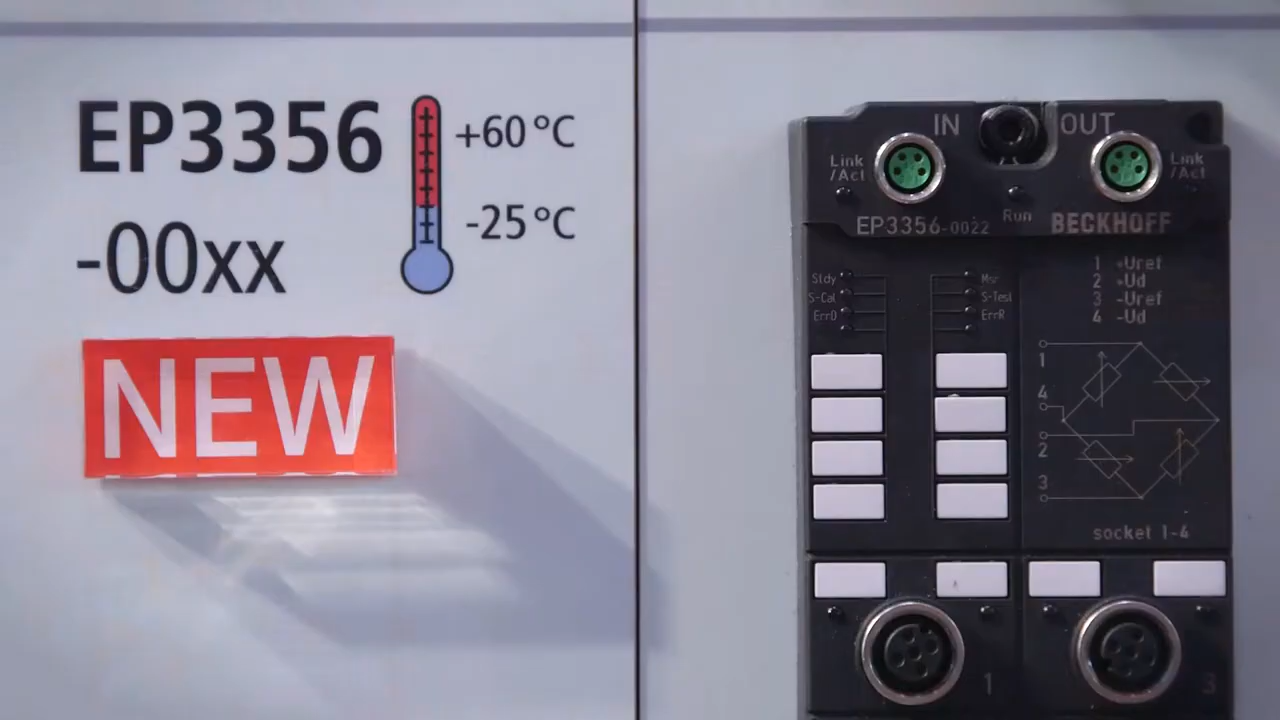 EP3356
+60°C
-25°C
-00xx
NEW
IN
OUT
Link
/Act
Link
/Act
Run
EP3356-0022
BECKHOFF
Stdy
S-Cal
ErrD
Msr
S-Test
ErrR
1 +Uref
2 +Ud
3 -Uref
4 -Ud
1
4
2
3
socket 1-4
1
3